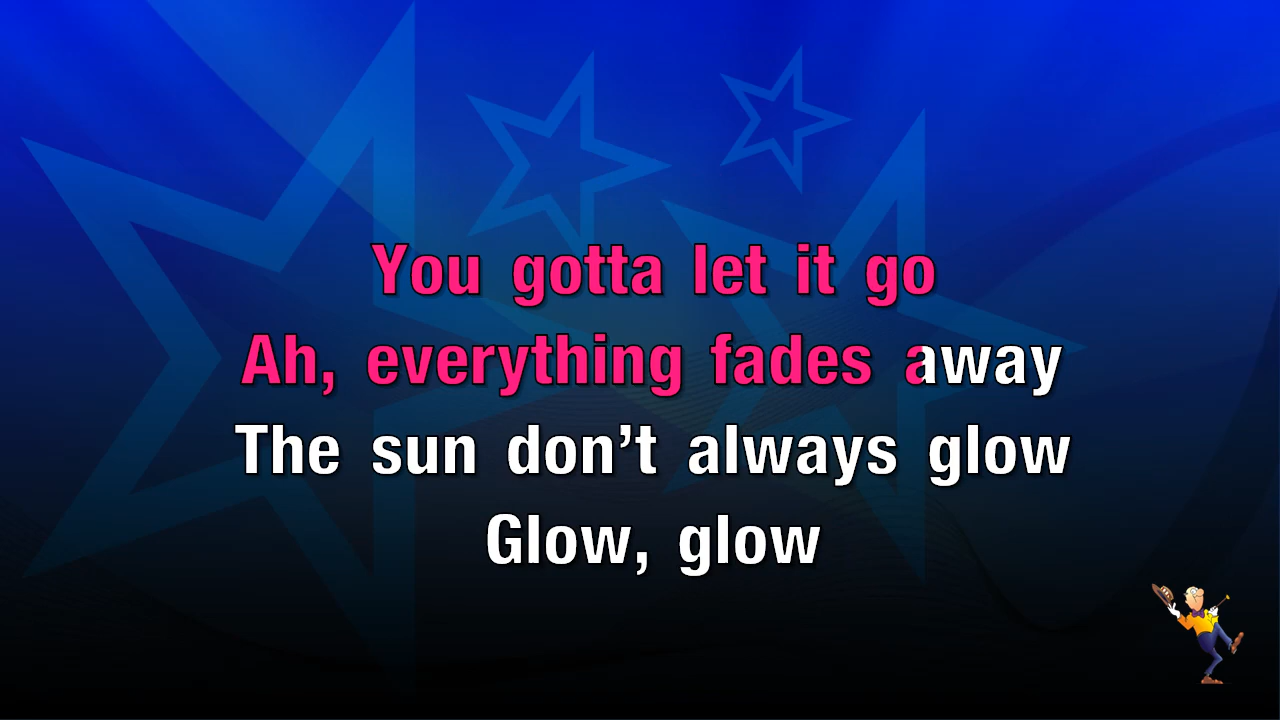 You gotta let it go
Ah, everything fades away
The sun don’t always glow
Glow, glow